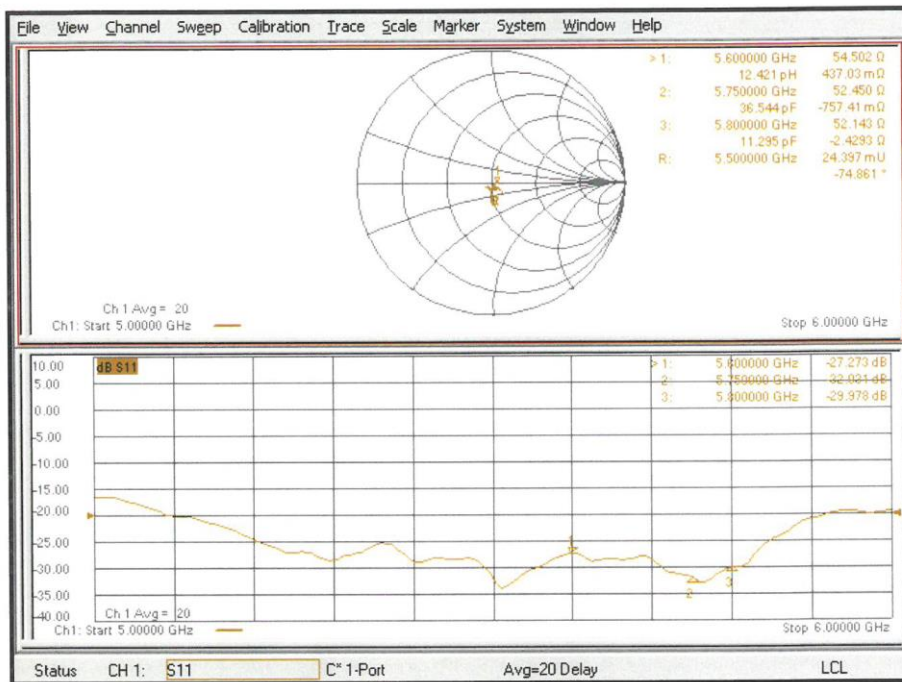 File View Channel Sweep Calibration Trace Scale Marker System Window Help
> 1: 5.600000 GHz 54.502 Ω
12.421 pH 437.03 mΩ
2: 5.750000 GHz 52.450 Ω
36.544 pF -757.41 mΩ
3: 5.800000 GHz 52.143 Ω
11.295 pF -2.4293 Ω
R: 5.500000 GHz 24.397 mU
-74.861 °
1
R
Ch 1 Avg = 20
Ch1: Start 5.00000 GHz Stop 6.00000 GHz
10.00 dB S11
5.00
0.00
-5.00
-10.00
-15.00
-20.00
-25.00
-30.00
-35.00
-40.00
> 1: 5.600000 GHz -27.273 dB
2: 5.750000 GHz -32.031 dB
3: 5.800000 GHz -29.978 dB
1
2
3
Ch 1 Avg = 20
Ch1: Start 5.00000 GHz Stop 6.00000 GHz
Status CH 1: S11 C* 1-Port Avg=20 Delay LCL